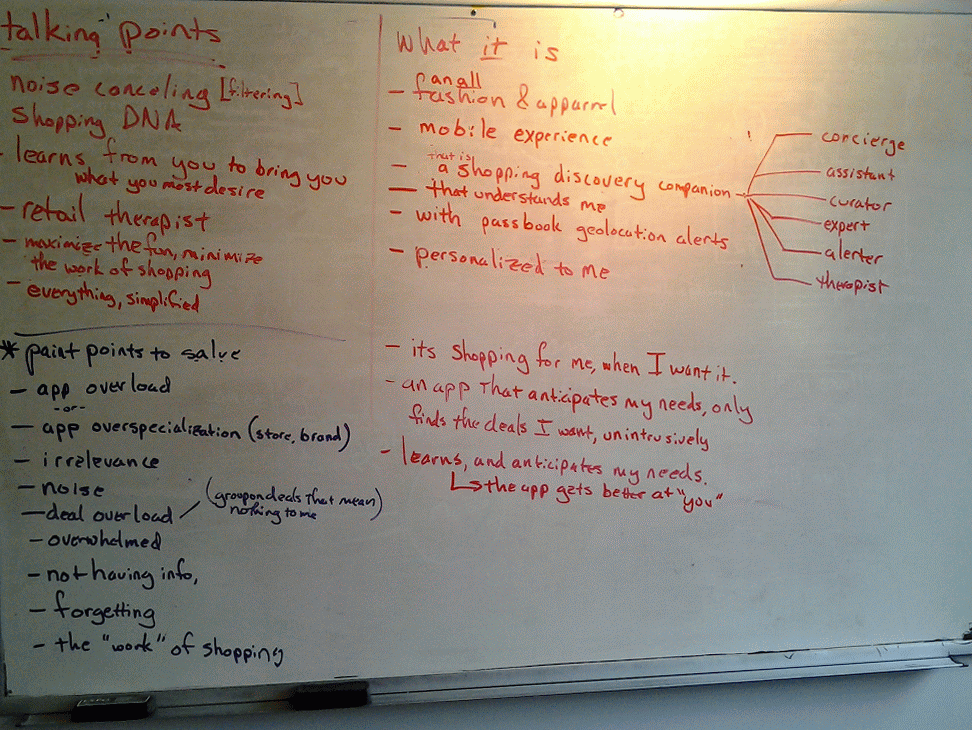 talking points
noise canceling [filtering]
shopping DNA
- learns from you to bring you
what you most desire
- retail therapist
- maximize the fun, minimize
the work of shopping
- everything, simplified
* paint points to solve
- app overload
-or-
- app overspecialization (store, brand)
- irrelevance
- noise
- deal overload
(groupon deals that mean
nothing to me)
- overwhelmed
- not having info,
- forgetting
- the "work" of shopping
What it is
an all
- fashion & apparrel
- mobile experience
that is
- a shopping discovery companion -
- that understands me
- with passbook geolocation alerts
- personalized to me
concierge
assistant
curator
expert
alerter
therapist
- its shopping for me, when I want it.
- an app that anticipates my needs, only
finds the deals I want, unintrusively
- learns, and anticipates my needs.
↳ the app gets better at "you"